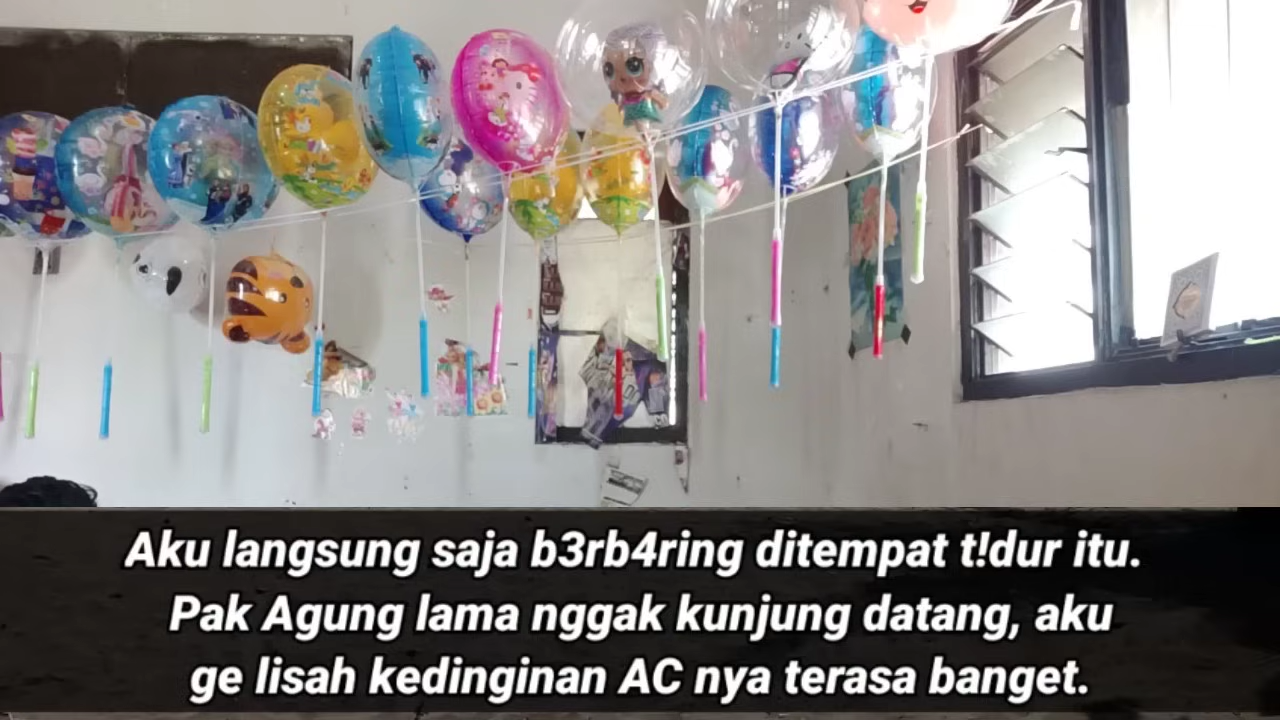 Aku langsung saja b3rb4ring ditempat t!dur itu.
Pak Agung lama nggak kunjung datang, aku
ge lisah kedinginan AC nya terasa banget.